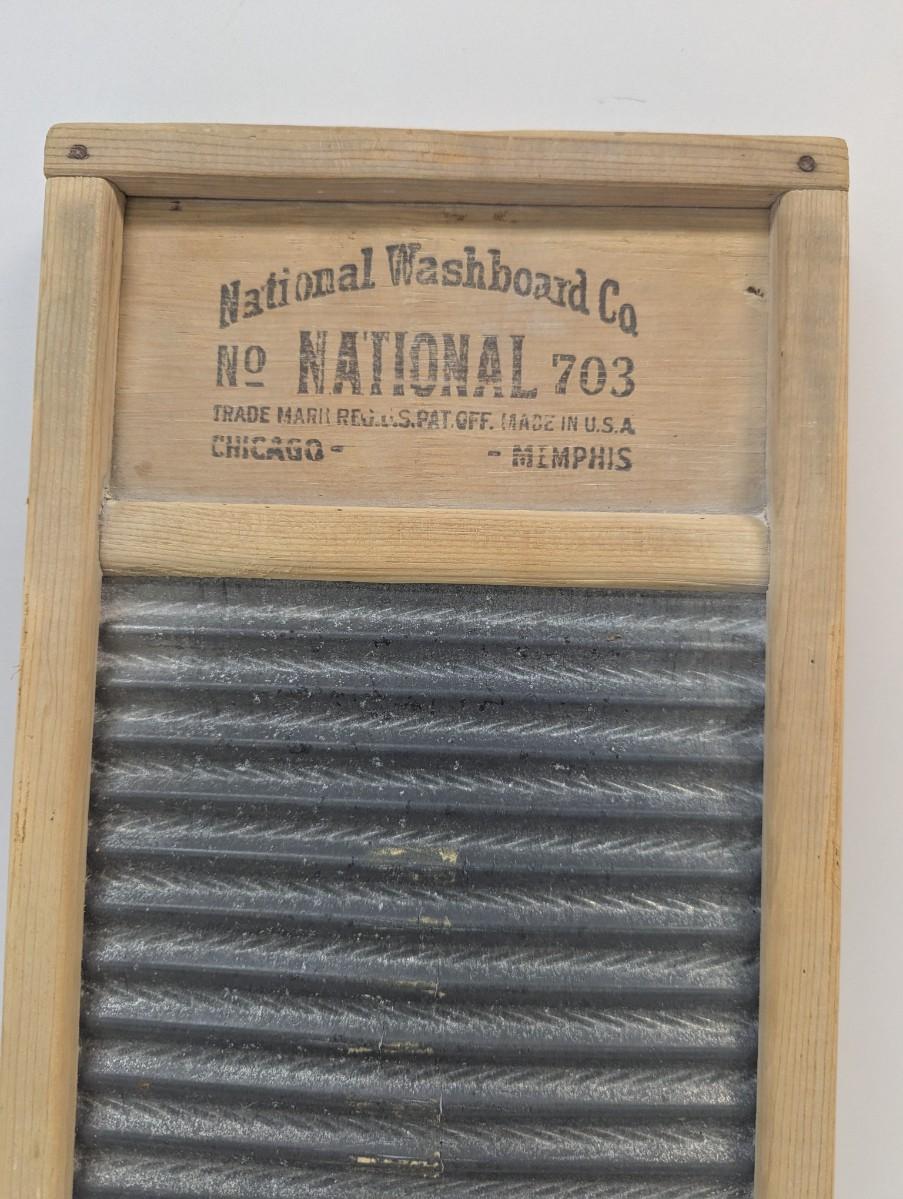 National Washboard Co
No NATIONAL 703
TRADE MARK REG.U.S.PAT.OFF. MADE IN U.S.A
CHICAGO- - MEMPHIS